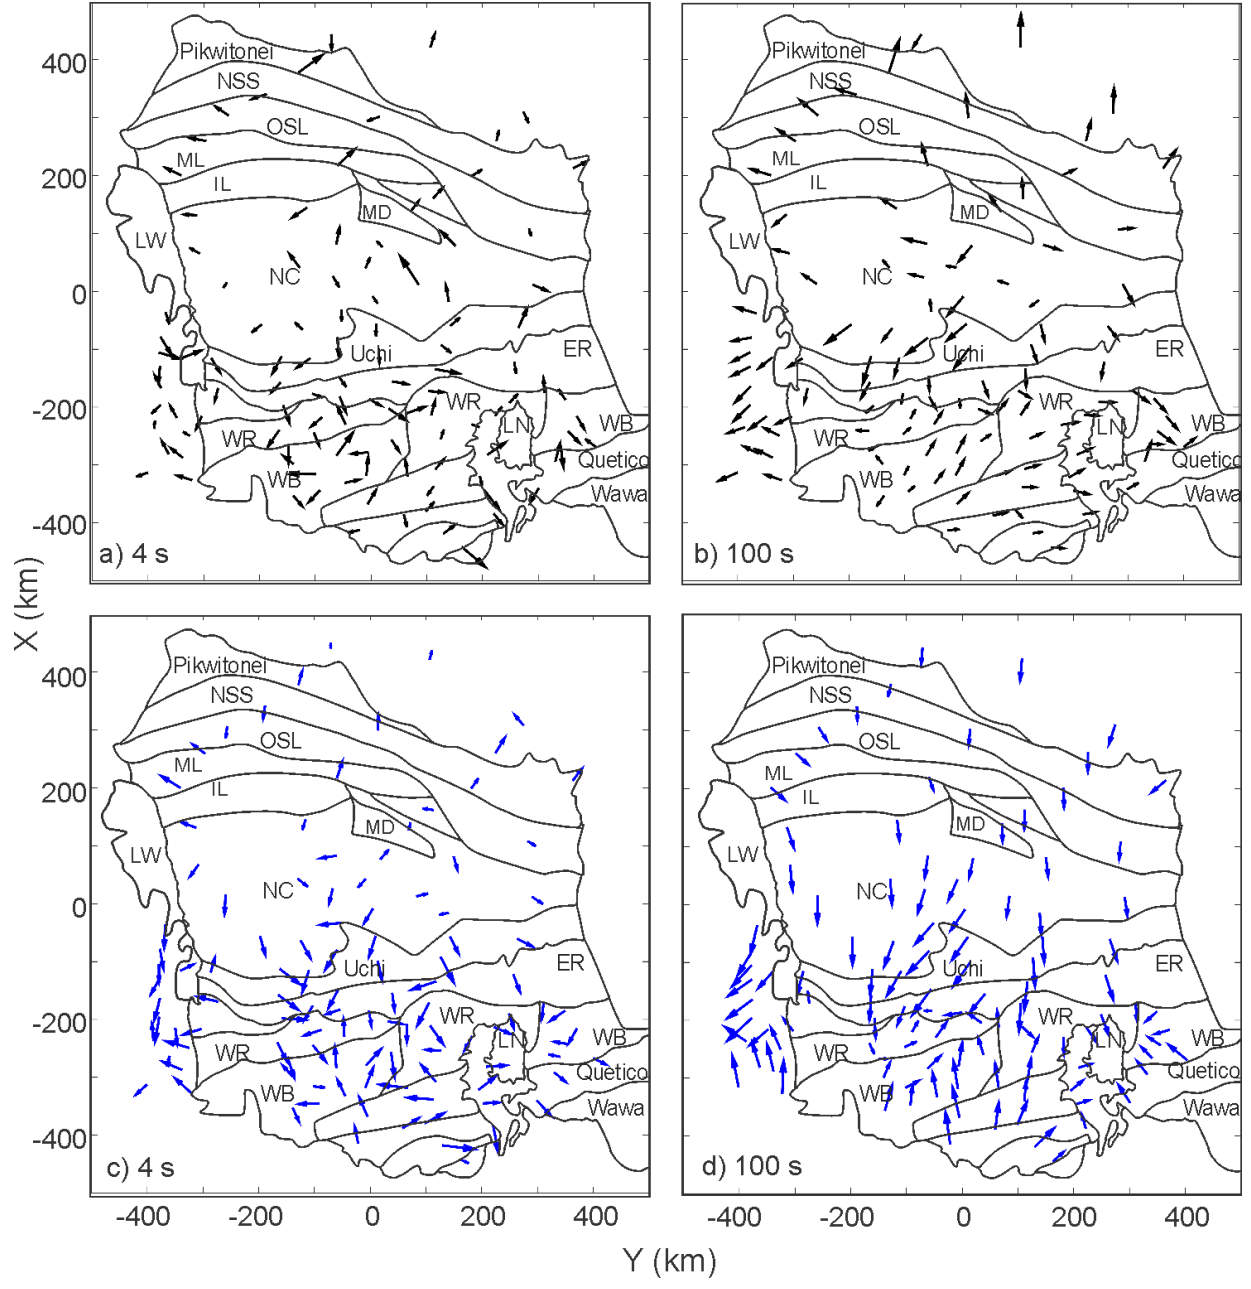 Pikwitonei
Pikwitonei
400
NSS
NSS
OSL
OSL
ML
ML
200
IL
IL
MD
MD
LW
LW
NC
NC
0
Uchi
ER
Uchi
ER
-200
WR
WR
WR
LN
WB
WR
LN
WB
WB
Quetico
WB
Quetico
Wawa
Wawa
-400
a) 4 s
b) 100 s
X (km)
Pikwitonei
Pikwitonei
400
NSS
NSS
OSL
OSL
ML
ML
200
IL
IL
MD
MD
LW
LW
NC
NC
0
Uchi
ER
Uchi
ER
-200
WR
WR
WR
LN
WB
WR
LN
WB
WB
Quetico
WB
Quetico
Wawa
Wawa
-400
c) 4 s
d) 100 s
-400 -200 0 200 400 -400 -200 0 200 400
Y (km)